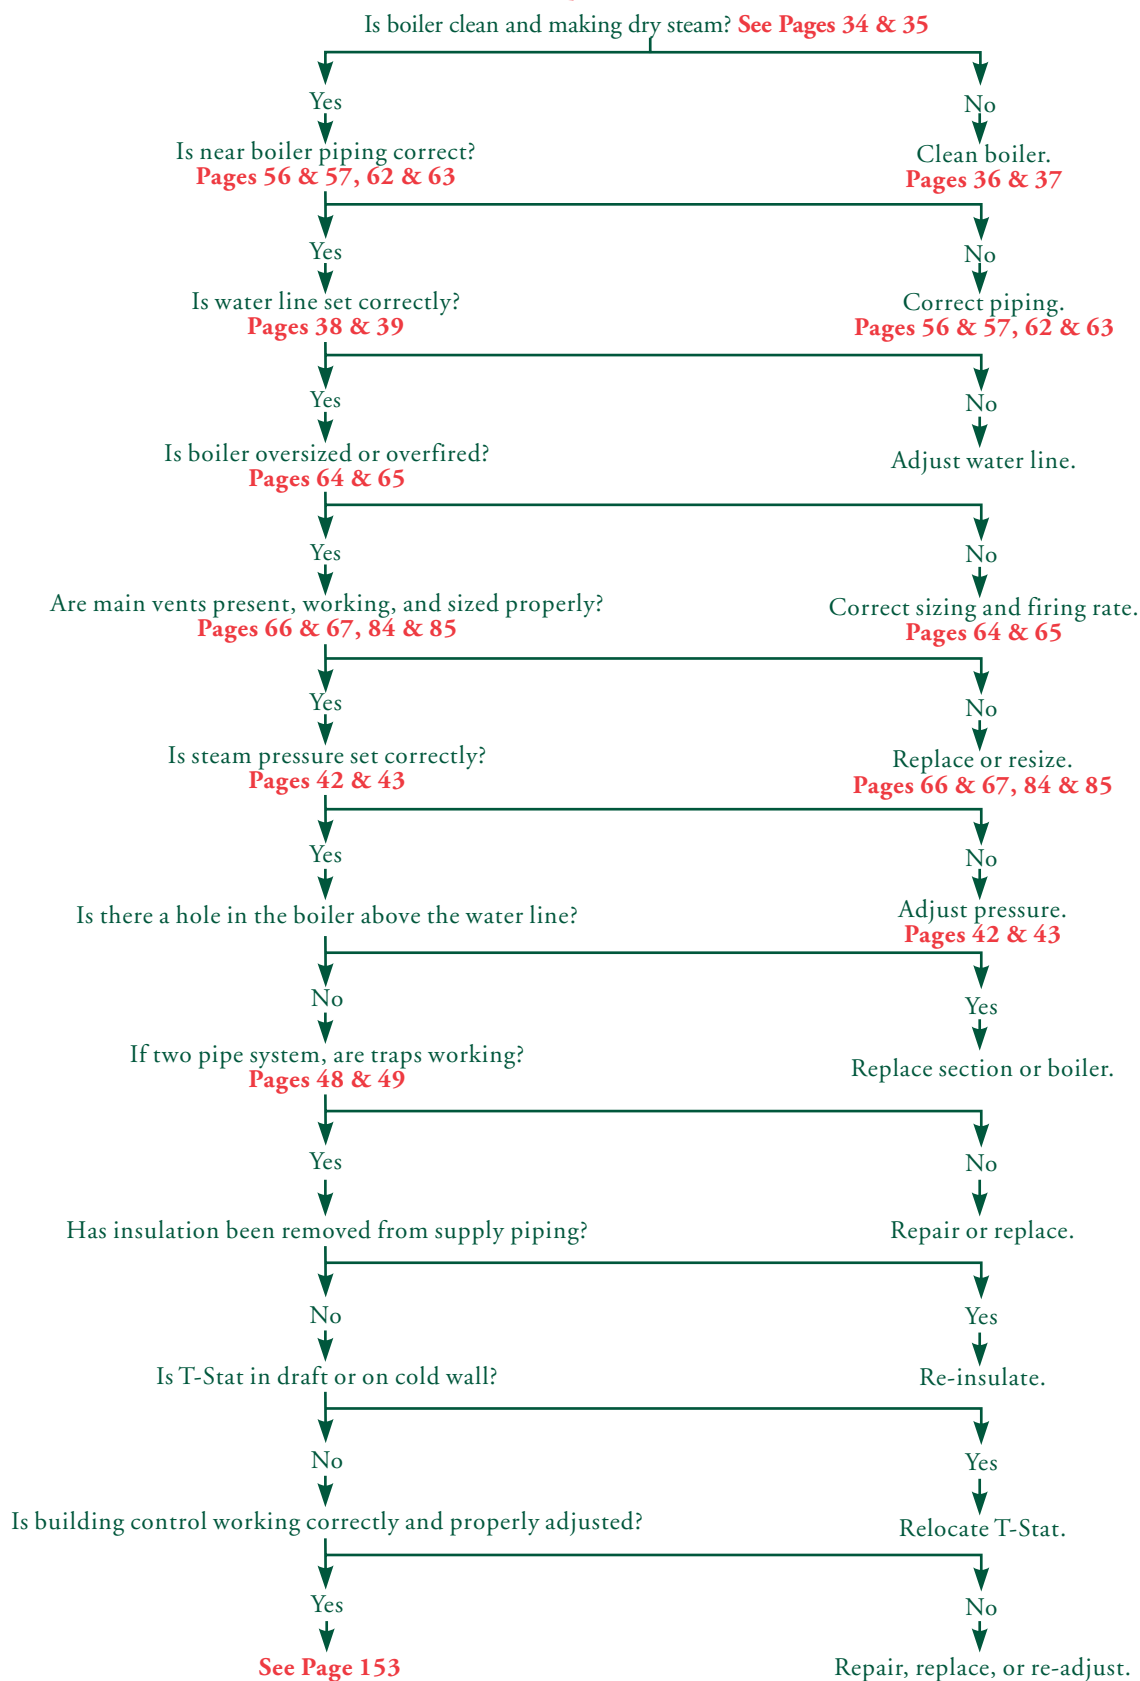 Is boiler clean and making dry steam? See Pages 34 & 35
Yes
No
Is near boiler piping correct?
Pages 56 & 57, 62 & 63
Clean boiler.
Pages 36 & 37
Yes
No
Is water line set correctly?
Pages 38 & 39
Correct piping.
Pages 56 & 57, 62 & 63
Yes
No
Is boiler oversized or overfired?
Pages 64 & 65
Adjust water line.
Yes
No
Are main vents present, working, and sized properly?
Pages 66 & 67, 84 & 85
Correct sizing and firing rate.
Pages 64 & 65
Yes
No
Is steam pressure set correctly?
Pages 42 & 43
Replace or resize.
Pages 66 & 67, 84 & 85
Yes
No
Is there a hole in the boiler above the water line?
Adjust pressure.
Pages 42 & 43
No
Yes
If two pipe system, are traps working?
Pages 48 & 49
Replace section or boiler.
Yes
No
Has insulation been removed from supply piping?
Repair or replace.
No
Yes
Is T-Stat in draft or on cold wall?
Re-insulate.
No
Yes
Is building control working correctly and properly adjusted?
Relocate T-Stat.
Yes
No
See Page 153
Repair, replace, or re-adjust.